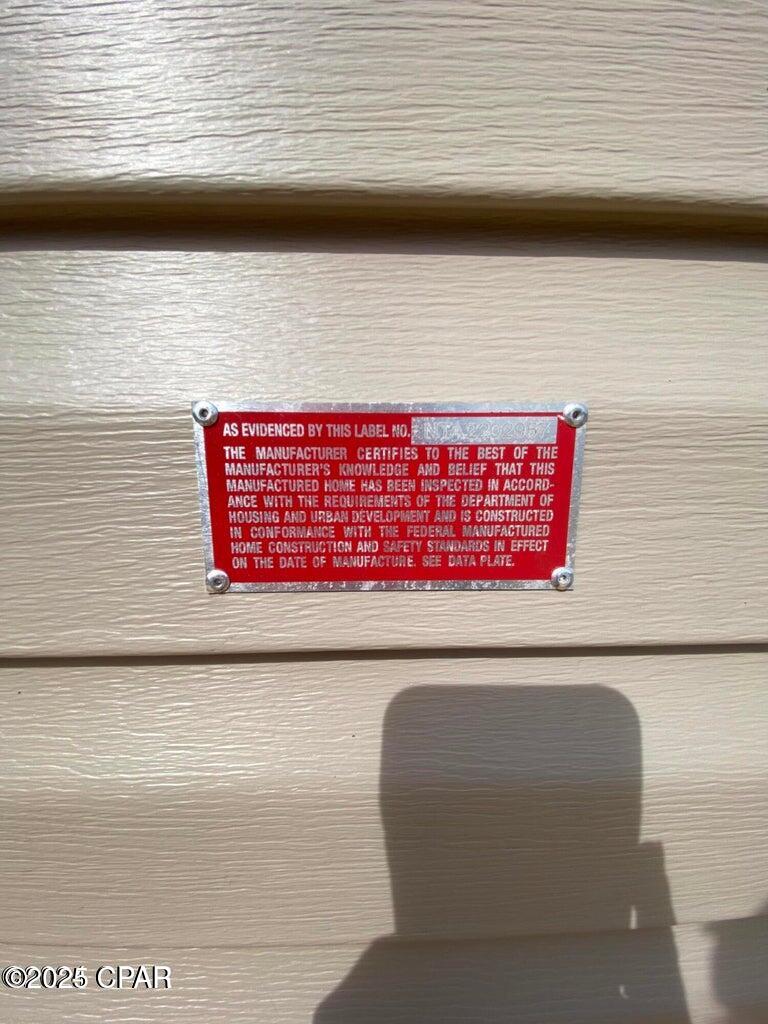 AS EVIDENCED BY THIS LABEL NO. NTA2292957
THE MANUFACTURER CERTIFIES TO THE BEST OF THE
MANUFACTURER'S KNOWLEDGE AND BELIEF THAT THIS
MANUFACTURED HOME HAS BEEN INSPECTED IN ACCORD-
ANCE WITH THE REQUIREMENTS OF THE DEPARTMENT OF
HOUSING AND URBAN DEVELOPMENT AND IS CONSTRUCTED
IN CONFORMANCE WITH THE FEDERAL MANUFACTURED
HOME CONSTRUCTION AND SAFETY STANDARDS IN EFFECT
ON THE DATE OF MANUFACTURE. SEE DATA PLATE.
©2025 CPAR